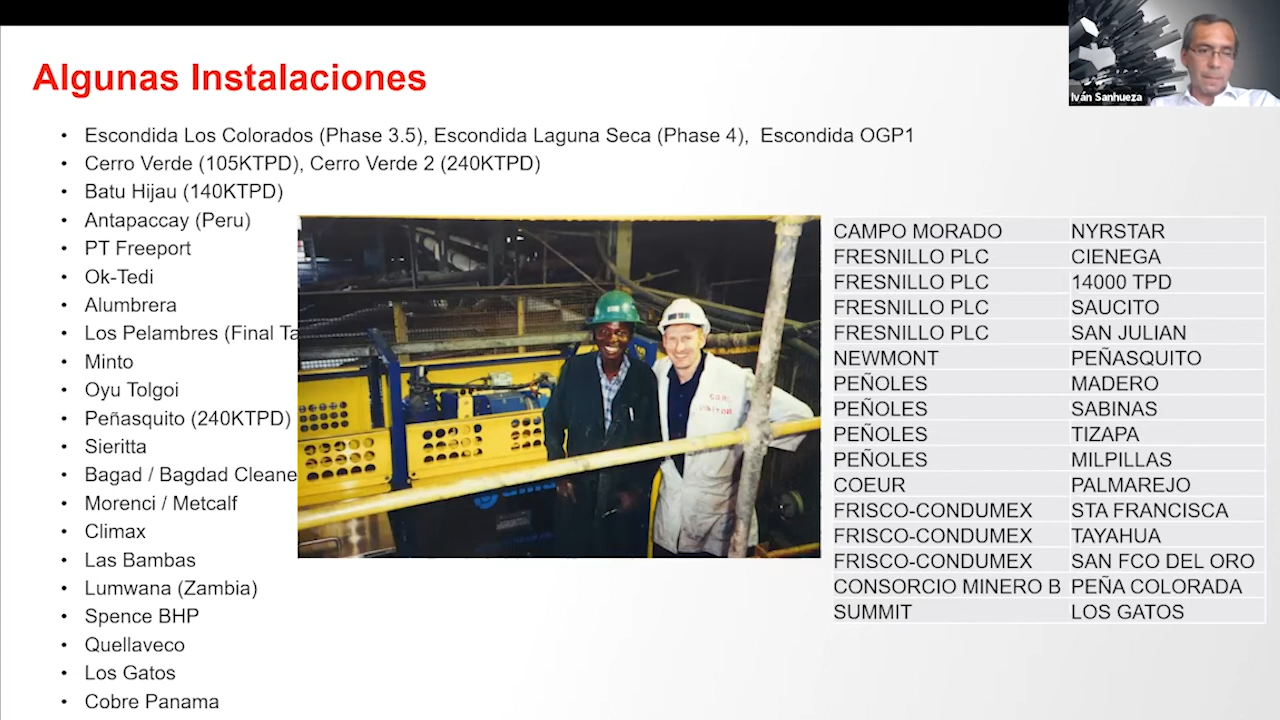 Algunas Instalaciones
Iván Sanhueza
• Escondida Los Colorados (Phase 3.5), Escondida Laguna Seca (Phase 4),  Escondida OGP1
• Cerro Verde (105KTPD), Cerro Verde 2 (240KTPD)
• Batu Hijau (140KTPD)
• Antapaccay (Peru)
• PT Freeport
• Ok-Tedi
• Alumbrera
• Los Pelambres (Final Ta
• Minto
• Oyu Tolgoi
• Peñasquito (240KTPD)
• Sieritta
• Bagad / Bagdad Cleane
• Morenci / Metcalf
• Climax
• Las Bambas
• Lumwana (Zambia)
• Spence BHP
• Quellaveco
• Los Gatos
• Cobre Panama
VISITOR
CAMPO MORADO NYRSTAR
FRESNILLO PLC CIENEGA
FRESNILLO PLC 14000 TPD
FRESNILLO PLC SAUCITO
FRESNILLO PLC SAN JULIAN
NEWMONT PEÑASQUITO
PEÑOLES MADERO
PEÑOLES SABINAS
PEÑOLES TIZAPA
PEÑOLES MILPILLAS
COEUR PALMAREJO
FRISCO-CONDUMEX STA FRANCISCA
FRISCO-CONDUMEX TAYAHUA
FRISCO-CONDUMEX SAN FCO DEL ORO
CONSORCIO MINERO B PEÑA COLORADA
SUMMIT LOS GATOS